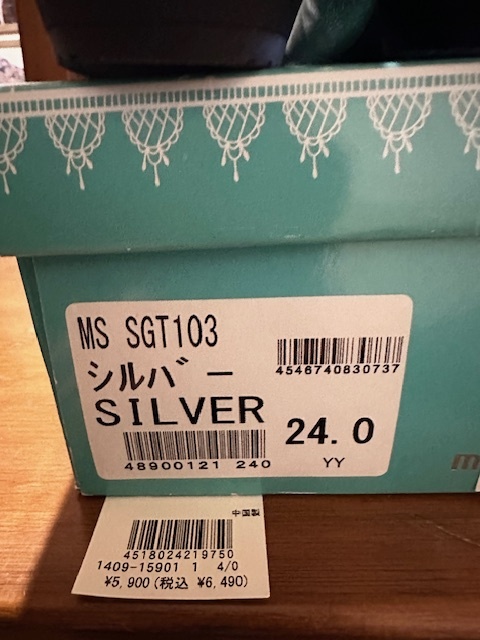 MS SGT103
シルバー
SILVER
4546740830737
24.0
48900121 240
YY
m
中国製
4518024219750
1409-15901 1 4/0
¥5,900(税込 ¥6,490)